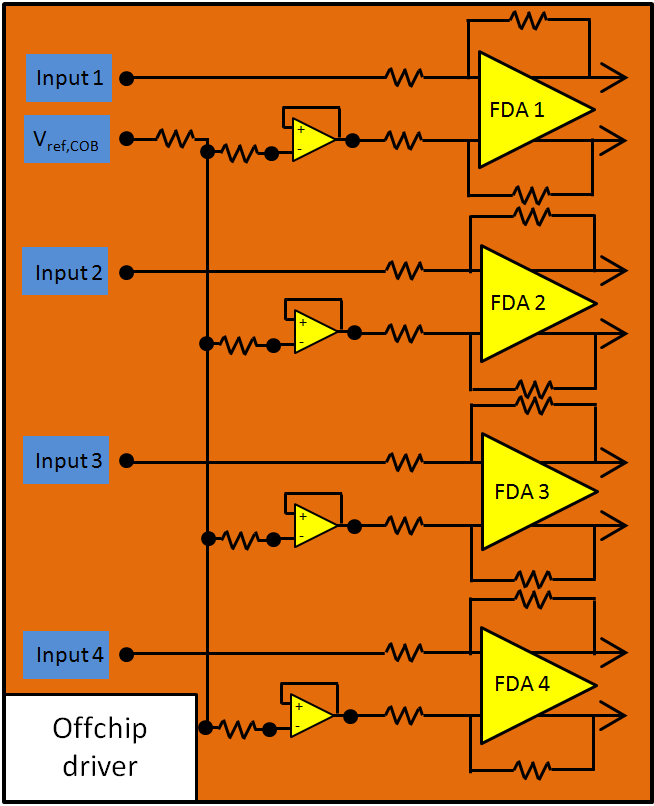 Input 1
FDA 1
V ref,COB
+
-
Input 2
FDA 2
+
-
Input 3
FDA 3
+
-
Input 4
FDA 4
+
-
Offchip
driver